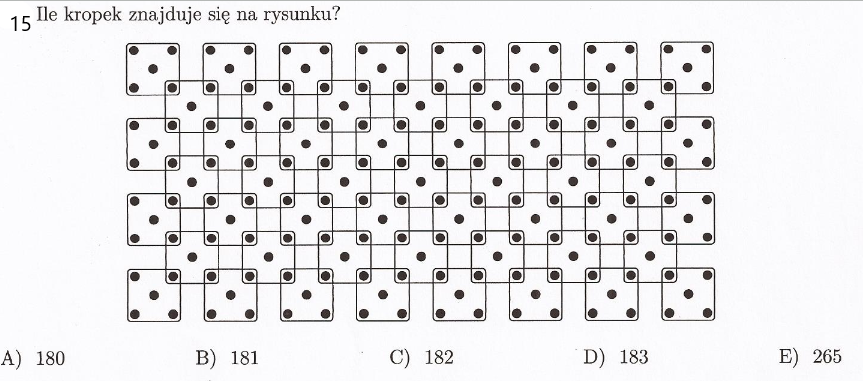 15 Ile kropek znajduje się na rysunku?
A) 180 B) 181 C) 182 D) 183 E) 265